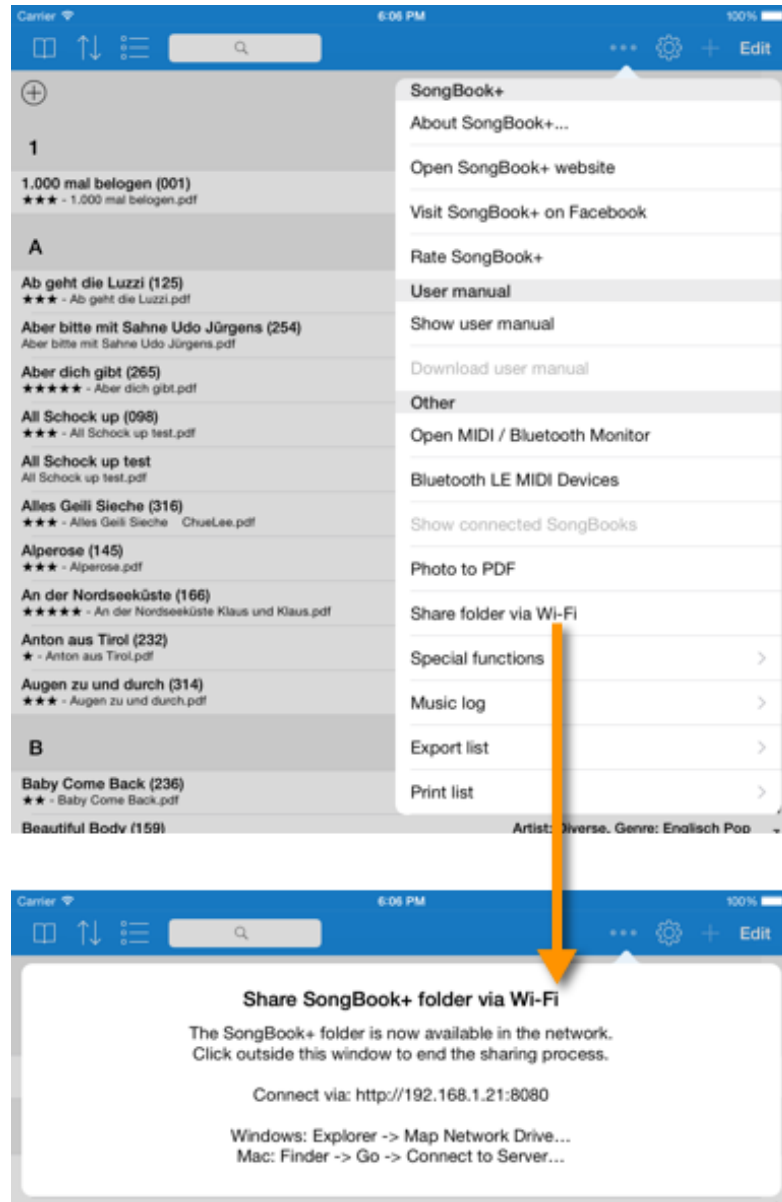 Carrier 6:06 PM 100%
Edit
SongBook+
About SongBook+...
Open SongBook+ website
Visit SongBook+ on Facebook
Rate SongBook+
User manual
Show user manual
Download user manual
Other
Open MIDI / Bluetooth Monitor
Bluetooth LE MIDI Devices
Show connected SongBooks
Photo to PDF
Share folder via Wi-Fi
Special functions
Music log
Export list
Print list
1
1.000 mal belogen (001)
★★★ - 1.000 mal belogen.pdf
A
Ab geht die Luzzi (125)
★★★ - Ab geht die Luzzi.pdf
Aber bitte mit Sahne Udo Jürgens (254)
Aber bitte mit Sahne Udo Jürgens.pdf
Aber dich gibt (265)
★★★★★ - Aber dich gibt.pdf
All Schock up (098)
★★★ - All Schock up test.pdf
All Schock up test
All Schock up test.pdf
Alles Geili Sieche (316)
★★★ - Alles Geili Sieche ChueLee.pdf
Alperose (145)
★★★ - Alperose.pdf
An der Nordseeküste (166)
★★★★★ - An der Nordseeküste Klaus und Klaus.pdf
Anton aus Tirol (232)
★ - Anton aus Tirol.pdf
Augen zu und durch (314)
★★★ - Augen zu und durch.pdf
B
Baby Come Back (236)
★★ - Baby Come Back.pdf
Beautiful Body (159) Artist: Diverse, Genre: Englisch Pop
Carrier 6:06 PM 100%
Edit
Share SongBook+ folder via Wi-Fi
The SongBook+ folder is now available in the network.
Click outside this window to end the sharing process.
Connect via: http://192.168.1.21:8080
Windows: Explorer -> Map Network Drive...
Mac: Finder -> Go -> Connect to Server...